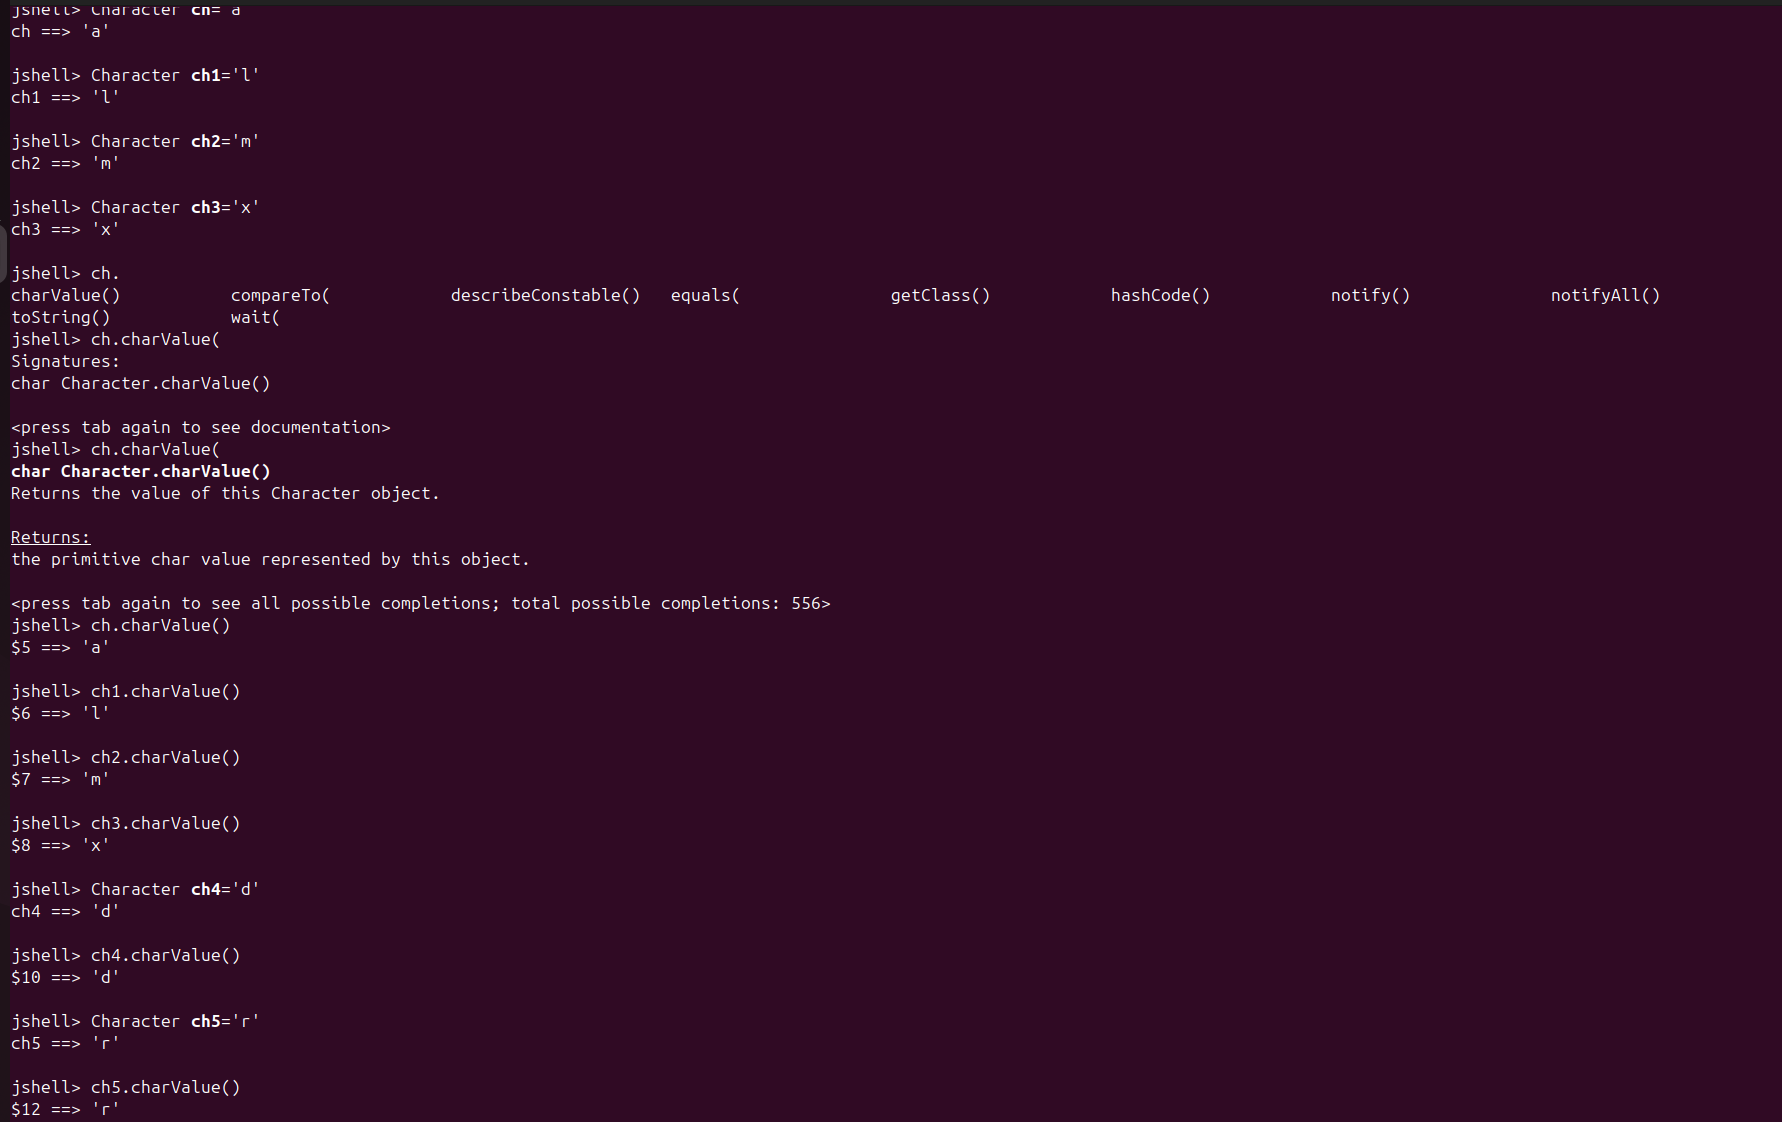 jshell> Character ch='a'
ch ==> 'a'
jshell> Character ch1='l'
ch1 ==> 'l'
jshell> Character ch2='m'
ch2 ==> 'm'
jshell> Character ch3='x'
ch3 ==> 'x'
jshell> ch.
charValue() compareTo( describeConstable() equals( getClass() hashCode() notify() notifyAll()
toString() wait(
jshell> ch.charValue(
Signatures:
char Character.charValue()
<press tab again to see documentation>
jshell> ch.charValue(
char Character.charValue()
Returns the value of this Character object.
Returns:
the primitive char value represented by this object.
<press tab again to see all possible completions; total possible completions: 556>
jshell> ch.charValue()
$5 ==> 'a'
jshell> ch1.charValue()
$6 ==> 'l'
jshell> ch2.charValue()
$7 ==> 'm'
jshell> ch3.charValue()
$8 ==> 'x'
jshell> Character ch4='d'
ch4 ==> 'd'
jshell> ch4.charValue()
$10 ==> 'd'
jshell> Character ch5='r'
ch5 ==> 'r'
jshell> ch5.charValue()
$12 ==> 'r'